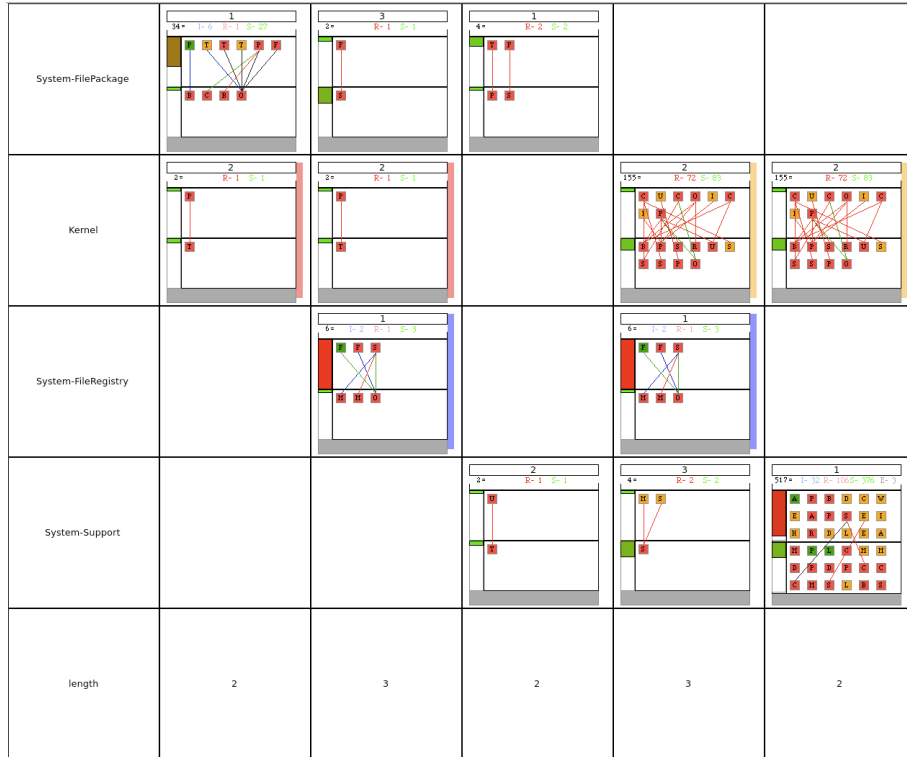 1 3 1
34= I- 6 R- 1 S- 27 2= R- 1 S- 1 4= R- 2 S- 2
P T T T P F F T P
System-FilePackage
B C B O S P S
2 2 2 2
2= R- 1 S- 1 2= R- 1 S- 1 155= R- 72 S- 83 155= R- 72 S- 83
F F C U C O I C C U C O I C
I P I P
Kernel
T T B P S R U S B P S R U S
S S P O S S P O
1 1
6= I- 2 R- 1 S- 3 6= I- 2 R- 1 S- 3
F F S F F S
System-FileRegistry
M M O M M O
2 3 1
2= R- 1 S- 1 4= R- 2 S- 2 517= I- 32 R- 106 S- 376 E- 3
U M S A P B D C W
E A P S E I
System-Support
H R D L E A
T S M F L C M M
D P D P C C
C M S L B S
length 2 3 2 3 2